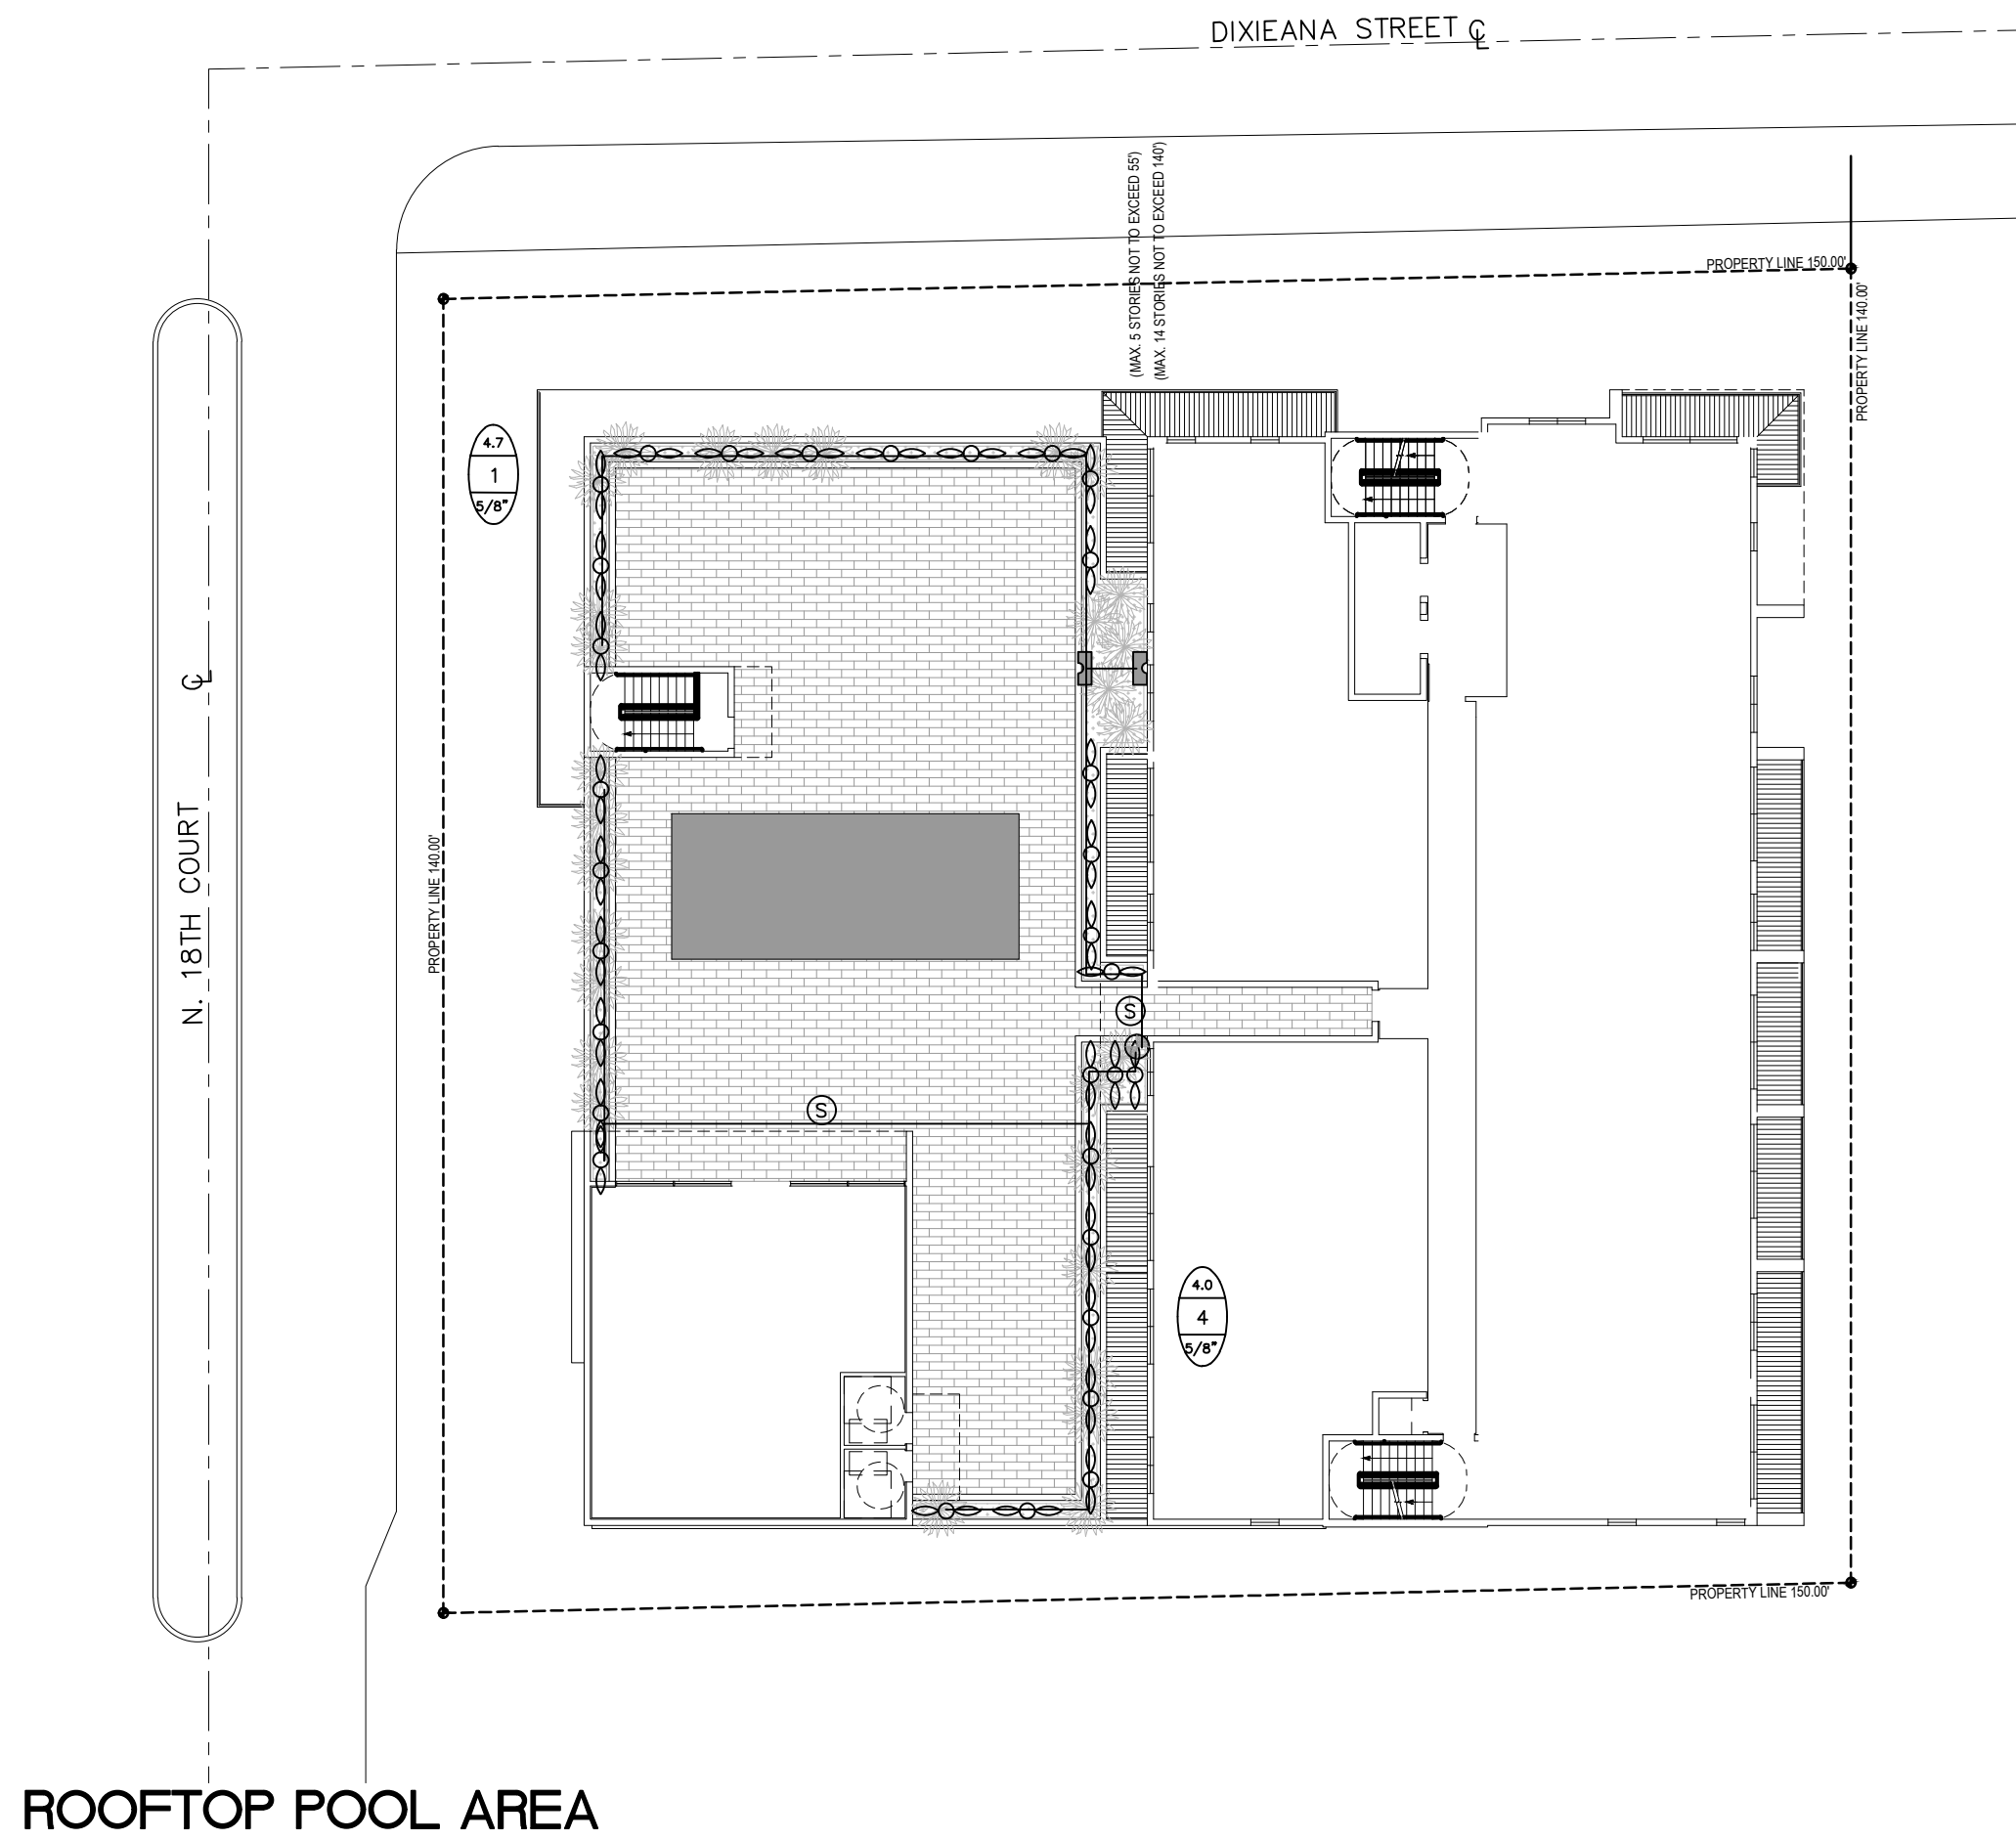 DIXIEANA STREET ℄
(MAX. 5 STORIES NOT TO EXCEED 55')
(MAX. 14 STORIES NOT TO EXCEED 140')
PROPERTY LINE 150.00'
PROPERTY LINE 140.00'
4.7
1
5/8"
N. 18TH COURT ℄
PROPERTY LINE 140.00'
S
S
4.0
4
5/8"
PROPERTY LINE 150.00'
ROOFTOP POOL AREA